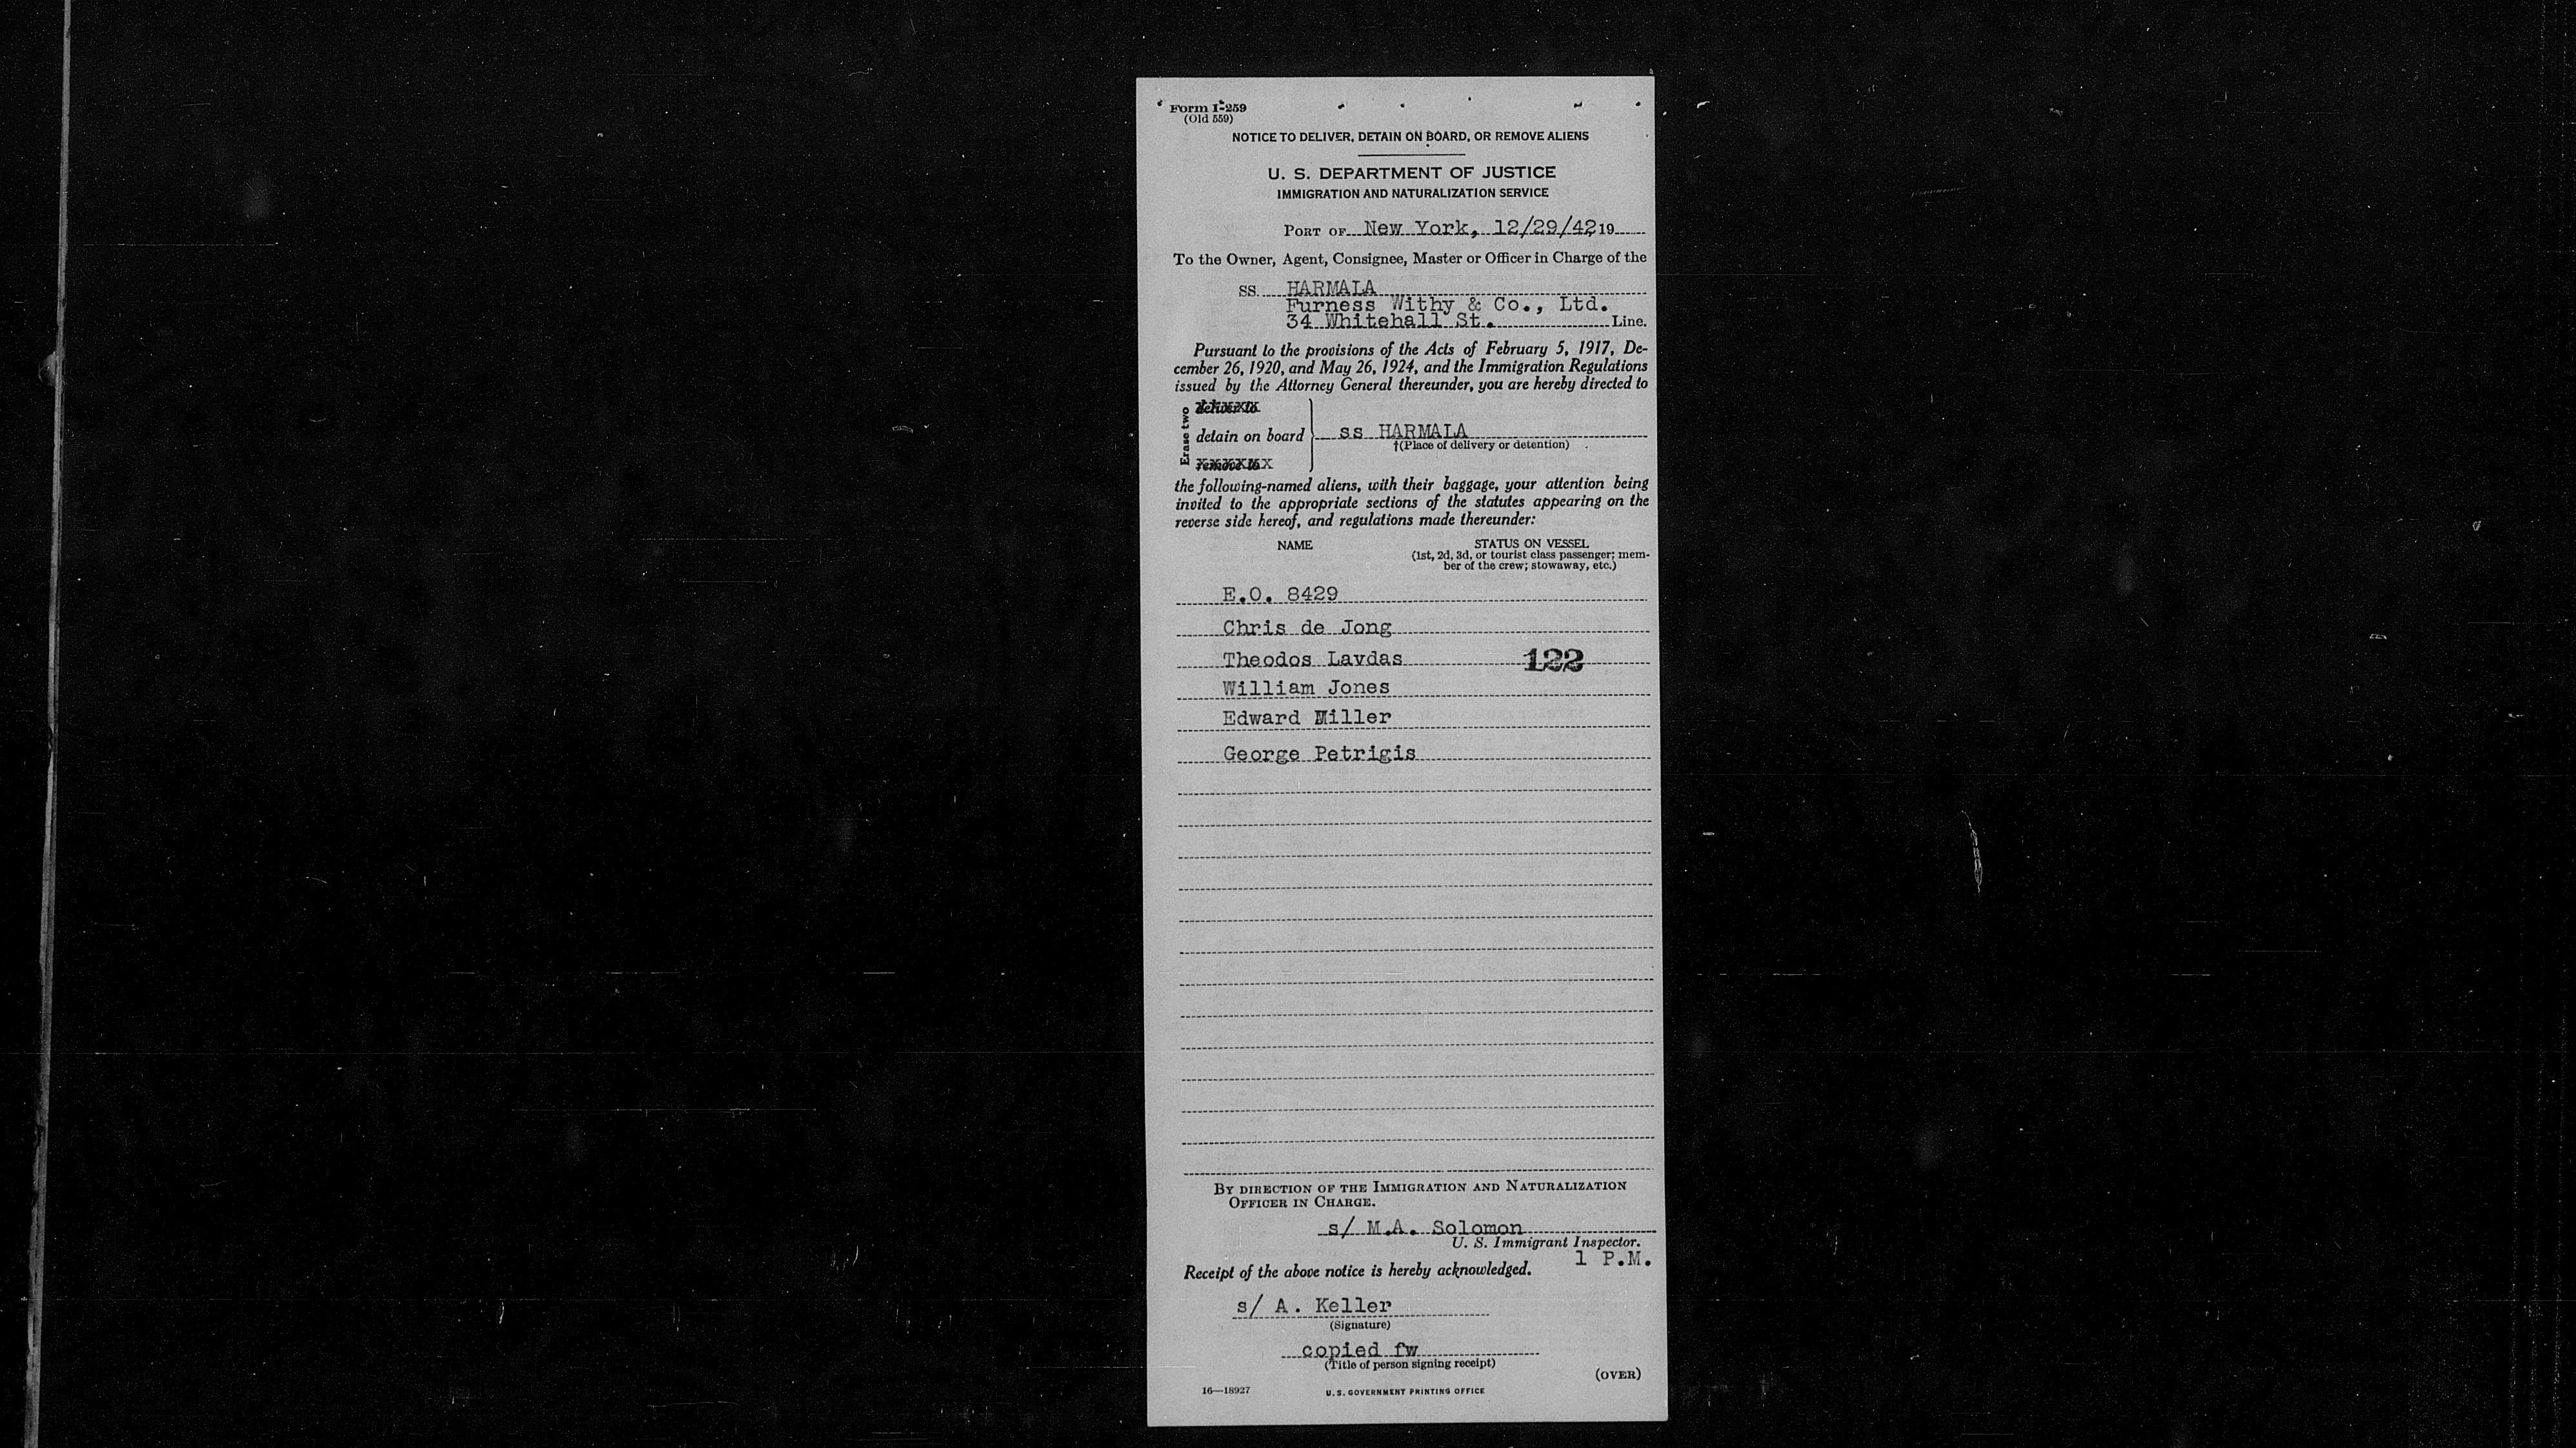 Form I-259
(Old 559)
NOTICE TO DELIVER, DETAIN ON BOARD, OR REMOVE ALIENS
U. S. DEPARTMENT OF JUSTICE
IMMIGRATION AND NATURALIZATION SERVICE
PORT OF New York, 12/29/42 19
To the Owner, Agent, Consignee, Master or Officer in Charge of the
SS. HARMALA
Furness Withy & Co., Ltd.
34 Whitehall St. Line.
Pursuant to the provisions of the Acts of February 5, 1917, De-
cember 26, 1920, and May 26, 1924, and the Immigration Regulations
issued by the Attorney General thereunder, you are hereby directed to
Erase two
deliver to
detain on board ss HARMALA
†(Place of delivery or detention)
remove to
the following-named aliens, with their baggage, your attention being
invited to the appropriate sections of the statutes appearing on the
reverse side hereof, and regulations made thereunder:
NAME STATUS ON VESSEL
(1st, 2d, 3d, or tourist class passenger; mem-
ber of the crew; stowaway, etc.)
E.O. 8429
Chris de Jong
Theodos Lavdas 122
William Jones
Edward Miller
George Petrigis
BY DIRECTION OF THE IMMIGRATION AND NATURALIZATION
OFFICER IN CHARGE.
s/ M.A. Solomon
U. S. Immigrant Inspector.
1 P.M.
Receipt of the above notice is hereby acknowledged.
s/ A. Keller
(Signature)
copied fw
(Title of person signing receipt)
(OVER)
16—18927 U. S. GOVERNMENT PRINTING OFFICE